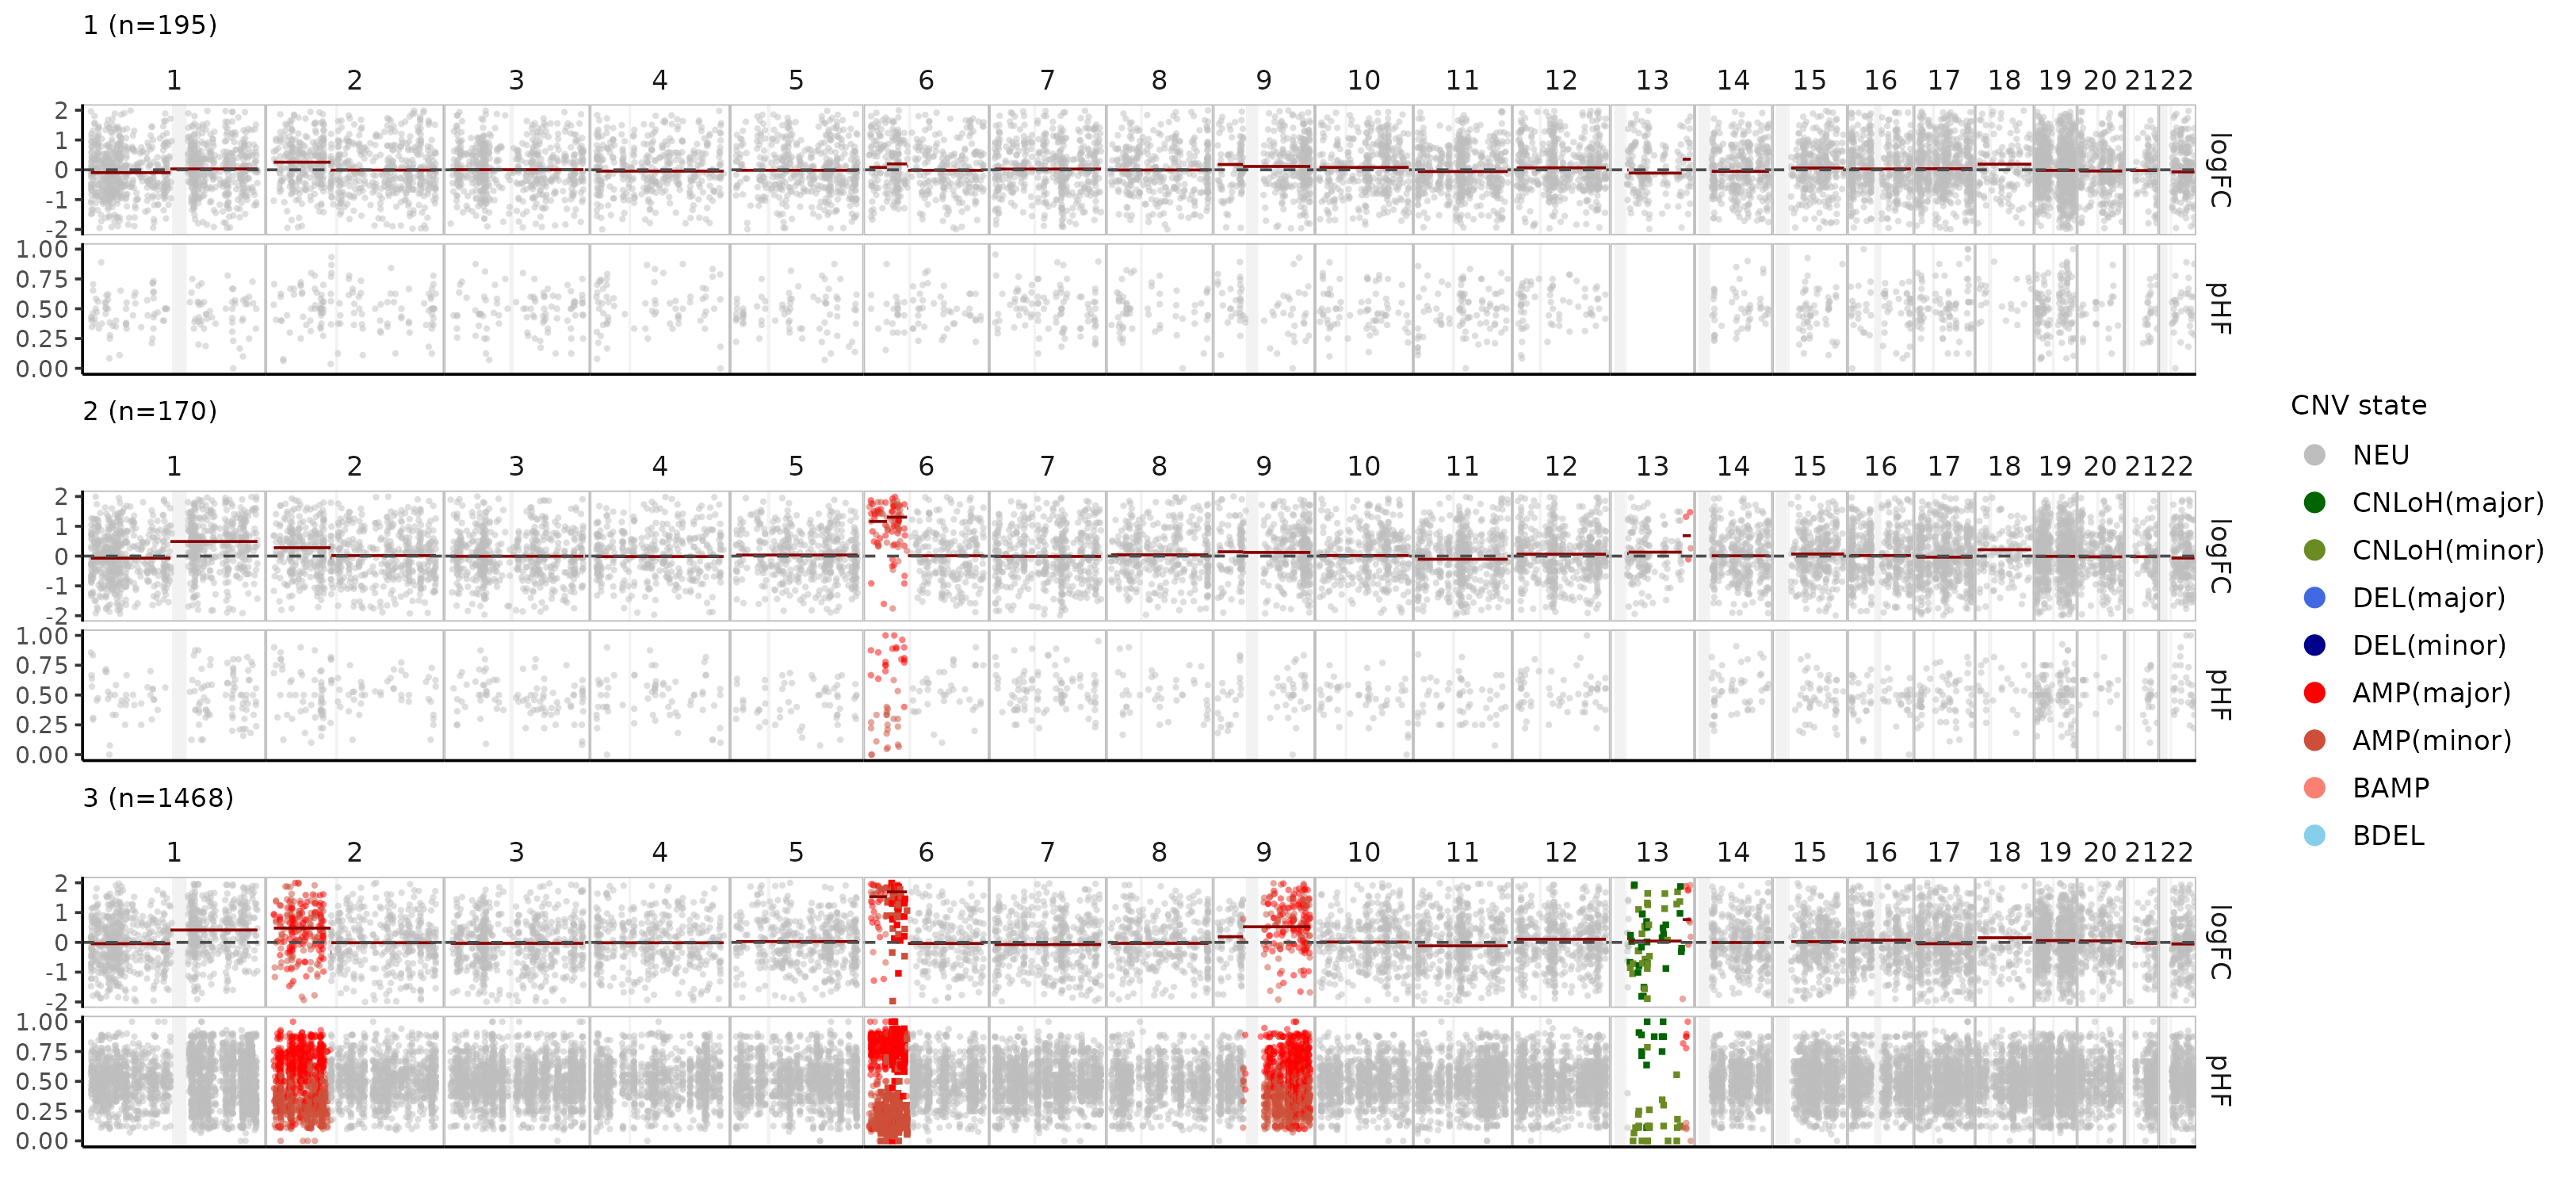 1 (n=195)
1 2 3 4 5 6 7 8 9 10 11 12 13 14 15 16 17 18 19 20 21 22
2
1
0
-1
-2
logFC
1.00
0.75
0.50
0.25
0.00
pHF
2 (n=170)
1 2 3 4 5 6 7 8 9 10 11 12 13 14 15 16 17 18 19 20 21 22
2
1
0
-1
-2
logFC
1.00
0.75
0.50
0.25
0.00
pHF
3 (n=1468)
1 2 3 4 5 6 7 8 9 10 11 12 13 14 15 16 17 18 19 20 21 22
2
1
0
-1
-2
logFC
1.00
0.75
0.50
0.25
0.00
pHF
CNV state
NEU
CNLoH(major)
CNLoH(minor)
DEL(major)
DEL(minor)
AMP(major)
AMP(minor)
BAMP
BDEL